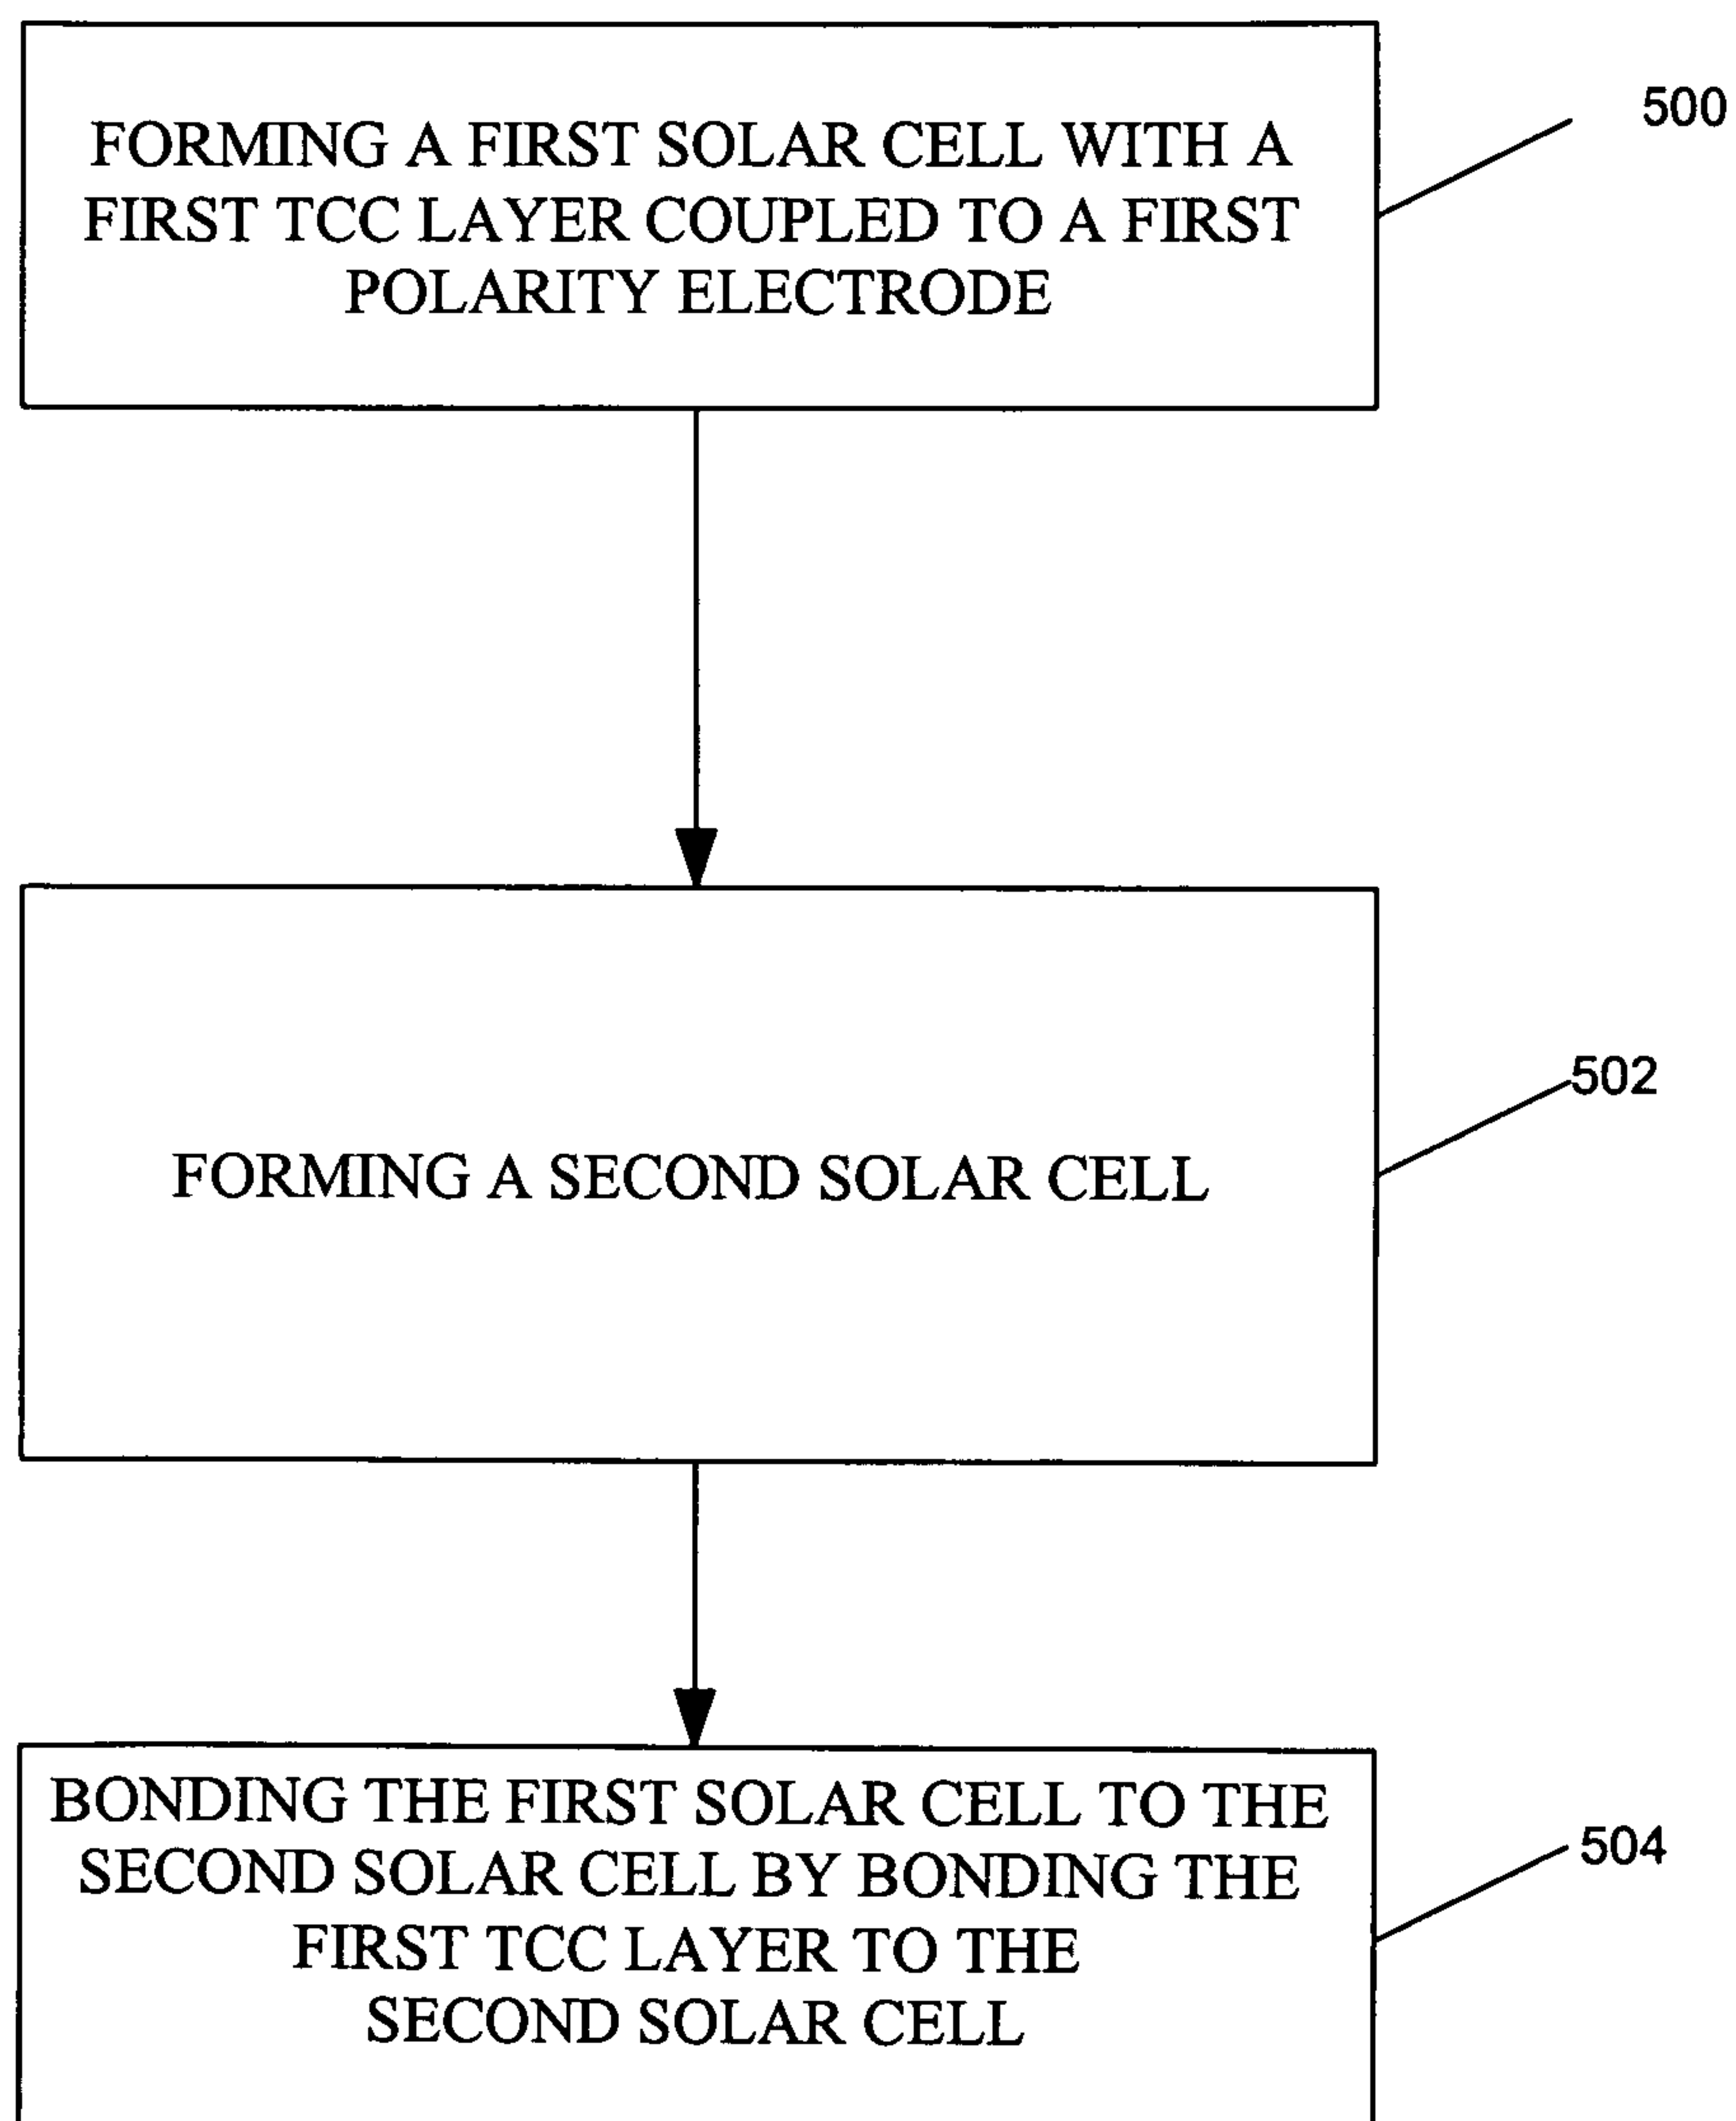 FORMING A FIRST SOLAR CELL WITH A
FIRST TCC LAYER COUPLED TO A FIRST
POLARITY ELECTRODE
500
FORMING A SECOND SOLAR CELL
502
BONDING THE FIRST SOLAR CELL TO THE
SECOND SOLAR CELL BY BONDING THE
FIRST TCC LAYER TO THE
SECOND SOLAR CELL
504